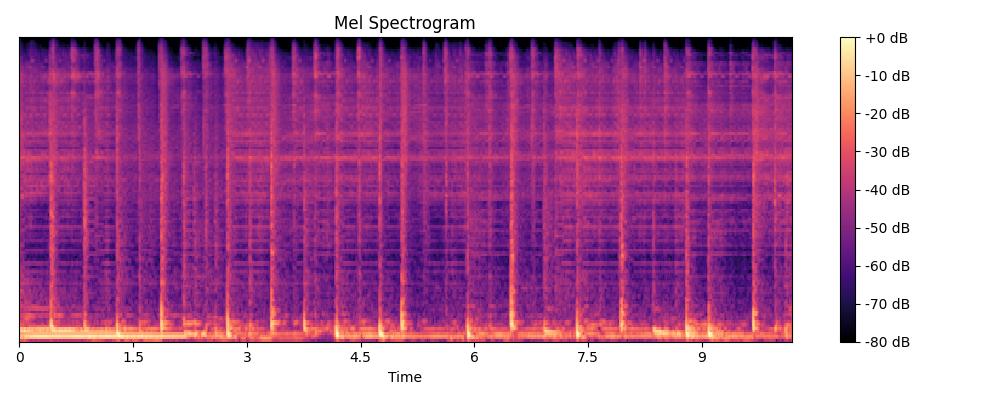 Mel Spectrogram
+0 dB
-10 dB
-20 dB
-30 dB
-40 dB
-50 dB
-60 dB
-70 dB
-80 dB
0 1.5 3 4.5 6 7.5 9
Time